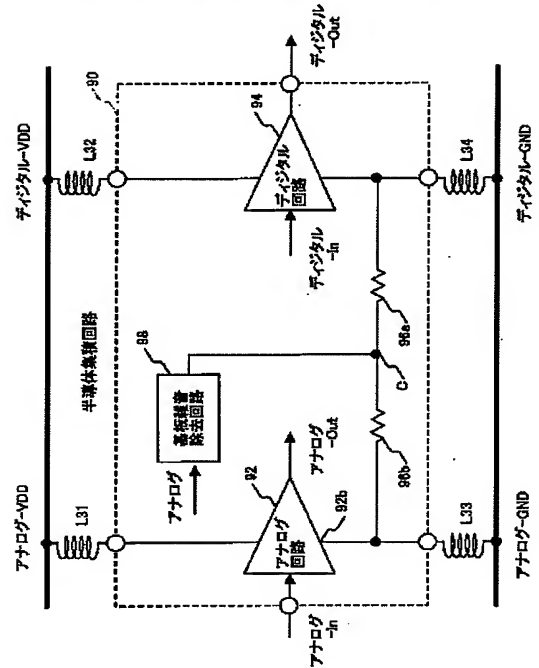 アナログ-VDD
半導体集積回路
ディジタル-VDD
L31
L32
90
98
基板雑音
除去回路
アナログ
92
アナログ
回路
92b
アナログ
-In
アナログ
-Out
94
ディジタル
回路
ディジタル
-In
ディジタル
-Out
96b
96a
C
L33
L34
アナログ-GND
ディジタル-GND